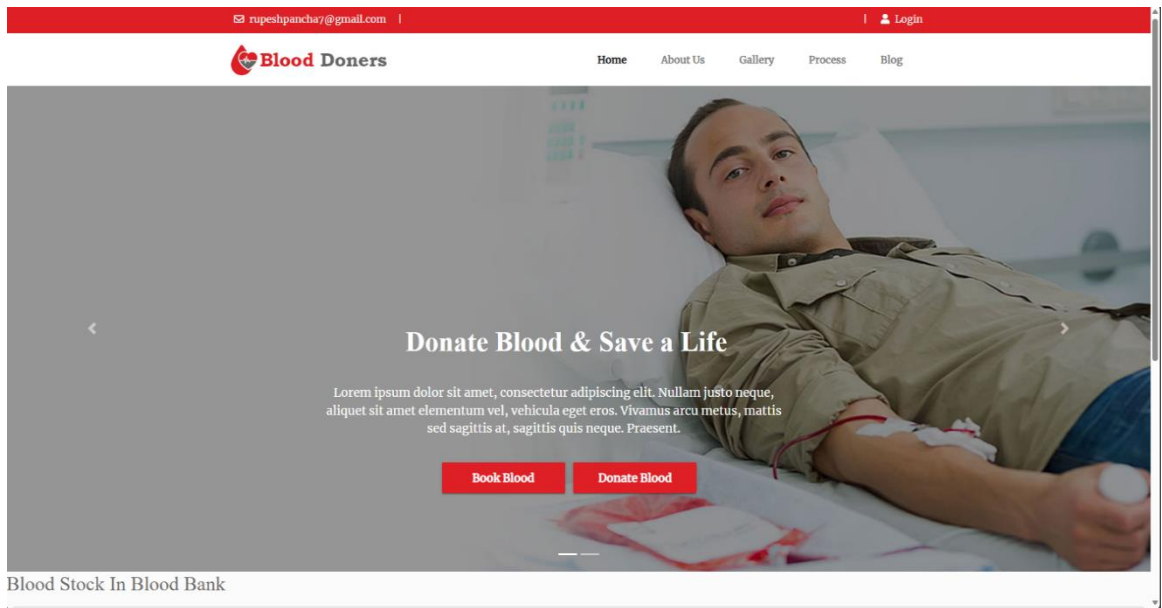 rupeshpancha7@gmail.com |
| Login
Blood Doners
Home About Us Gallery Process Blog
Donate Blood & Save a Life
Lorem ipsum dolor sit amet, consectetur adipiscing elit. Nullam justo neque,
aliquet sit amet elementum vel, vehicula eget eros. Vivamus arcu metus, mattis
sed sagittis at, sagittis quis neque. Praesent.
Book Blood Donate Blood
Blood Stock In Blood Bank